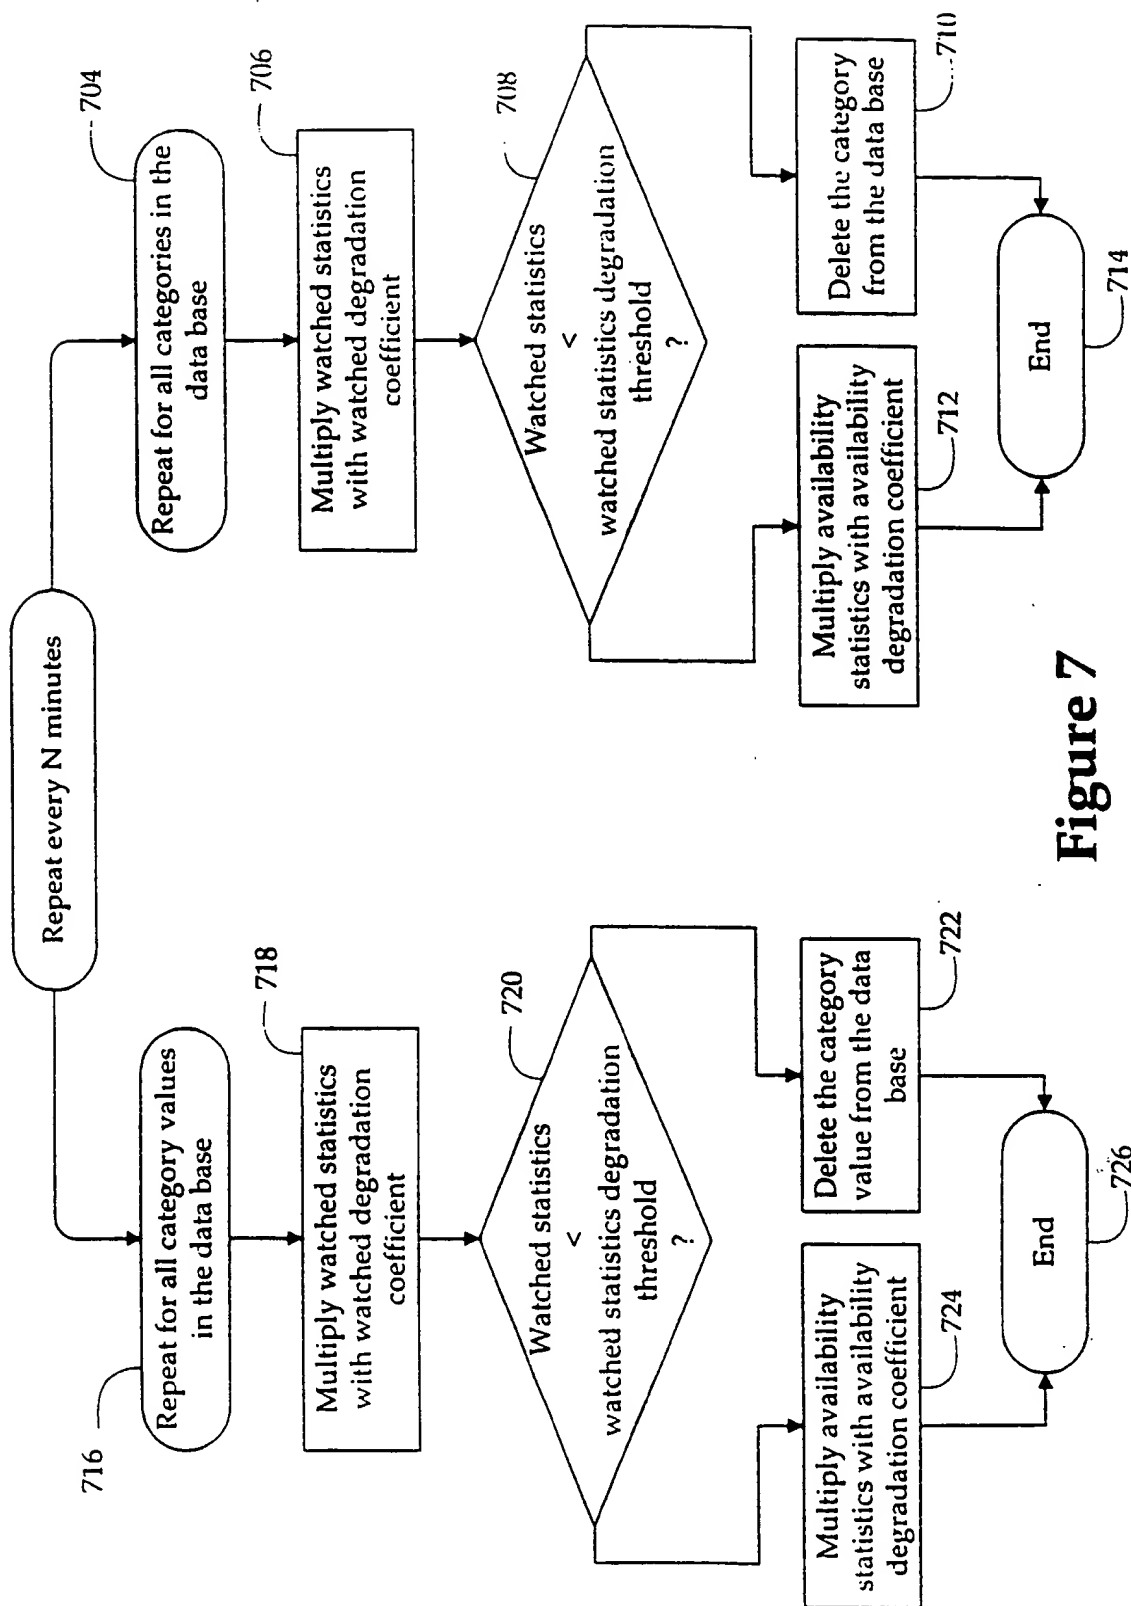 Repeat every N minutes
716
Repeat for all category values
in the data base
718
Multiply watched statistics
with watched degradation
coefficient
720
Watched statistics
<
watched statistics degradation
threshold
?
Multiply availability
statistics with availability
degradation coefficient
724
Delete the category
value from the data
base
722
End
726
704
Repeat for all categories in the
data base
706
Multiply watched statistics
with watched degradation
coefficient
708
Watched statistics
<
watched statistics degradation
threshold
?
Multiply availability
statistics with availability
degradation coefficient
712
Delete the category
from the data base
710
End
714
Figure 7